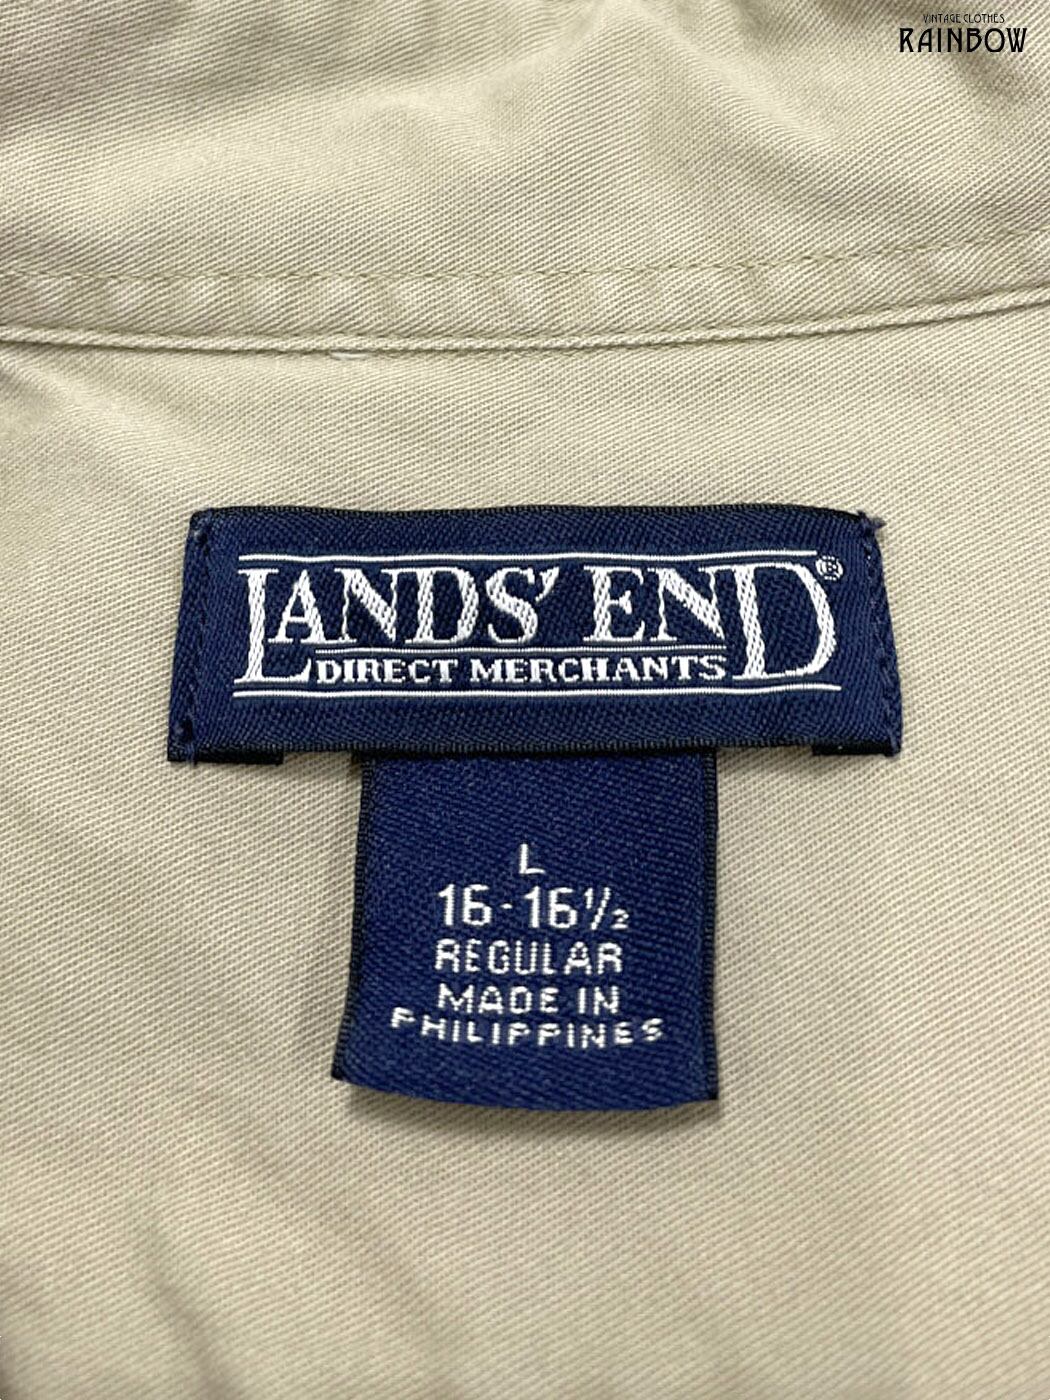 VINTAGE CLOTHES
RAINBOW
LANDS' END®
DIRECT MERCHANTS
L
16-16½
REGULAR
MADE IN
PHILIPPINES